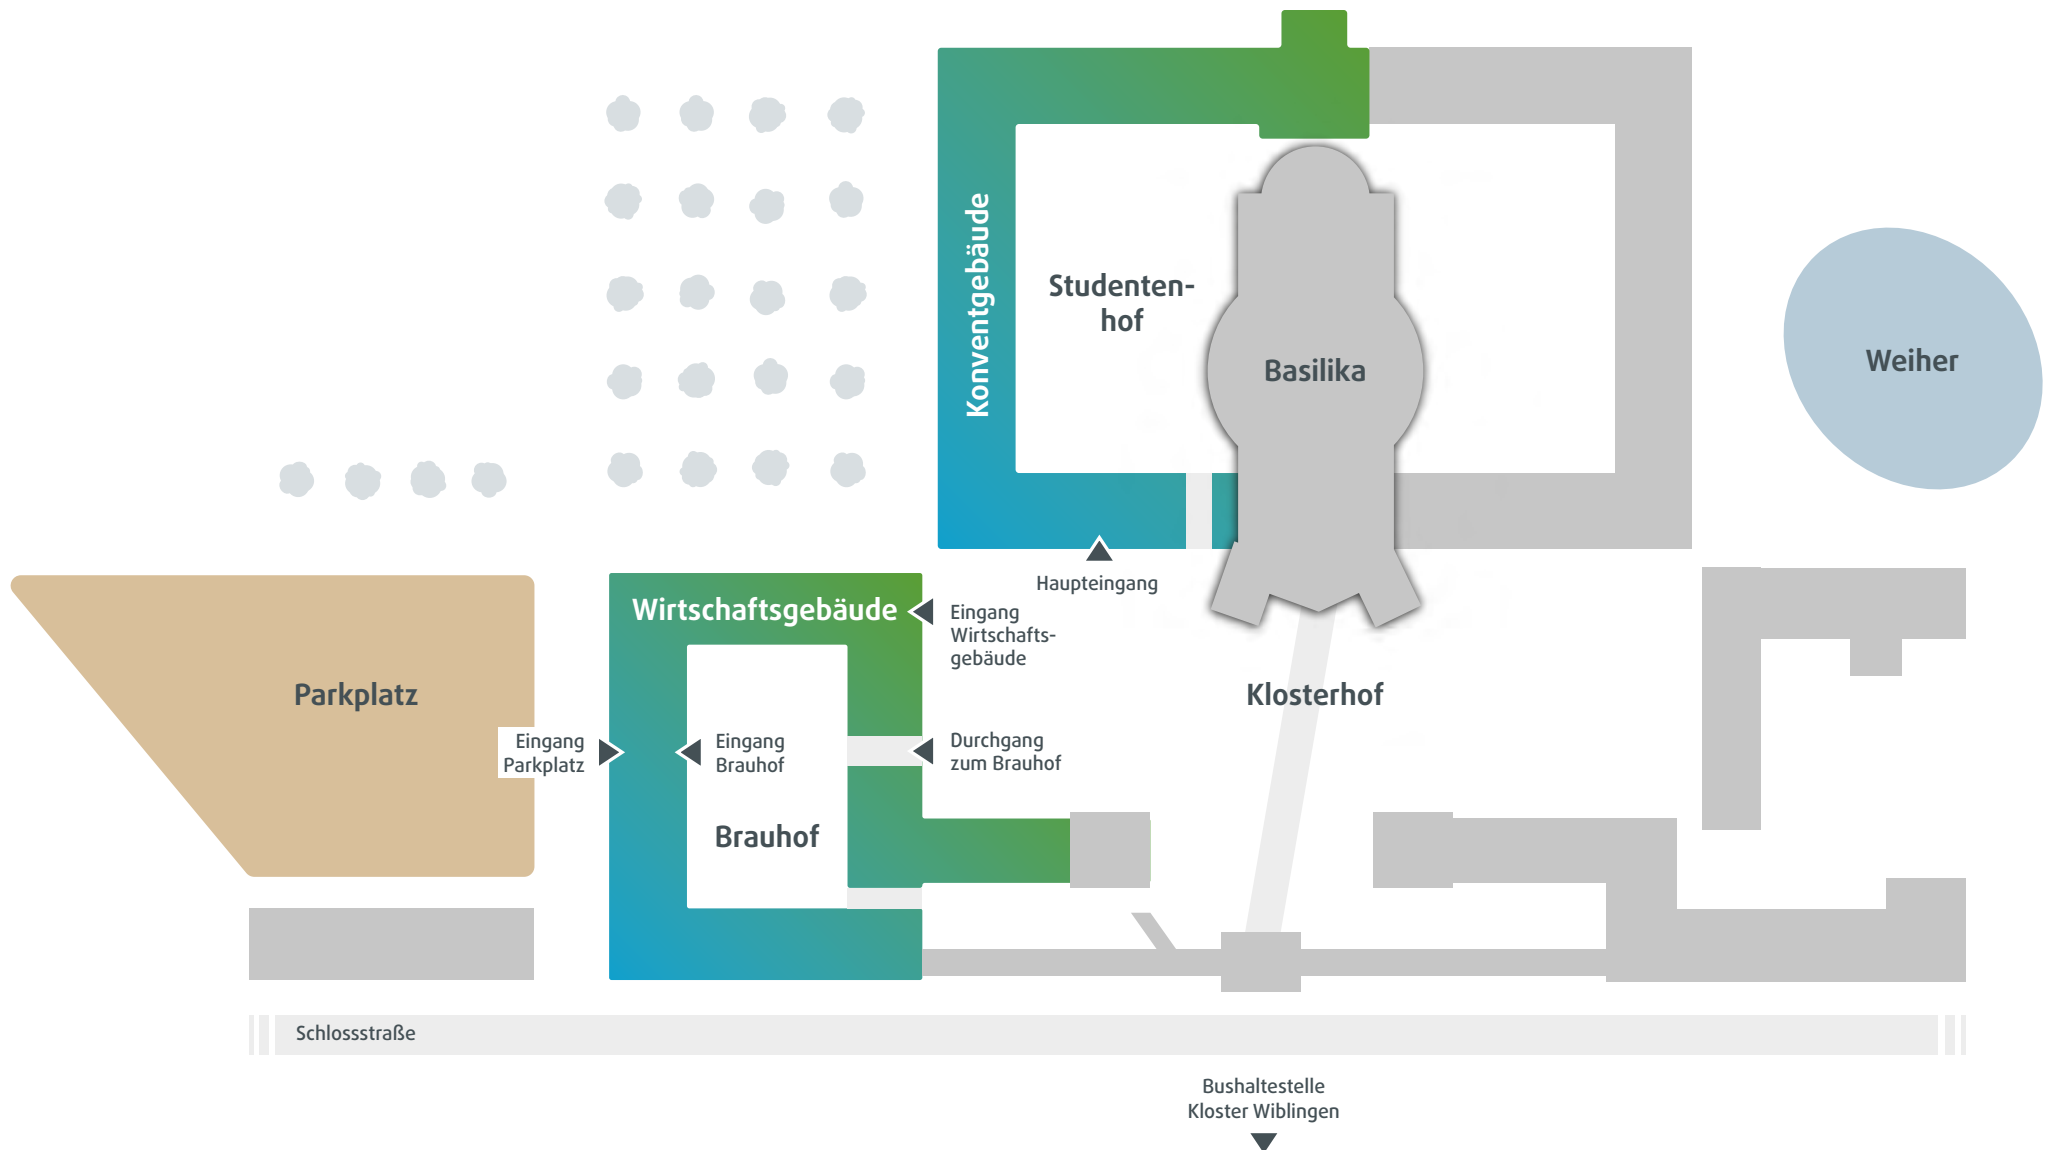 Konventgebäude
Studenten-
hof
Basilika
Weiher
Haupteingang
Wirtschaftsgebäude
Eingang
Wirtschafts-
gebäude
Parkplatz
Klosterhof
Eingang
Parkplatz
Eingang
Brauhof
Durchgang
zum Brauhof
Brauhof
Schlossstraße
Bushaltestelle
Kloster Wiblingen